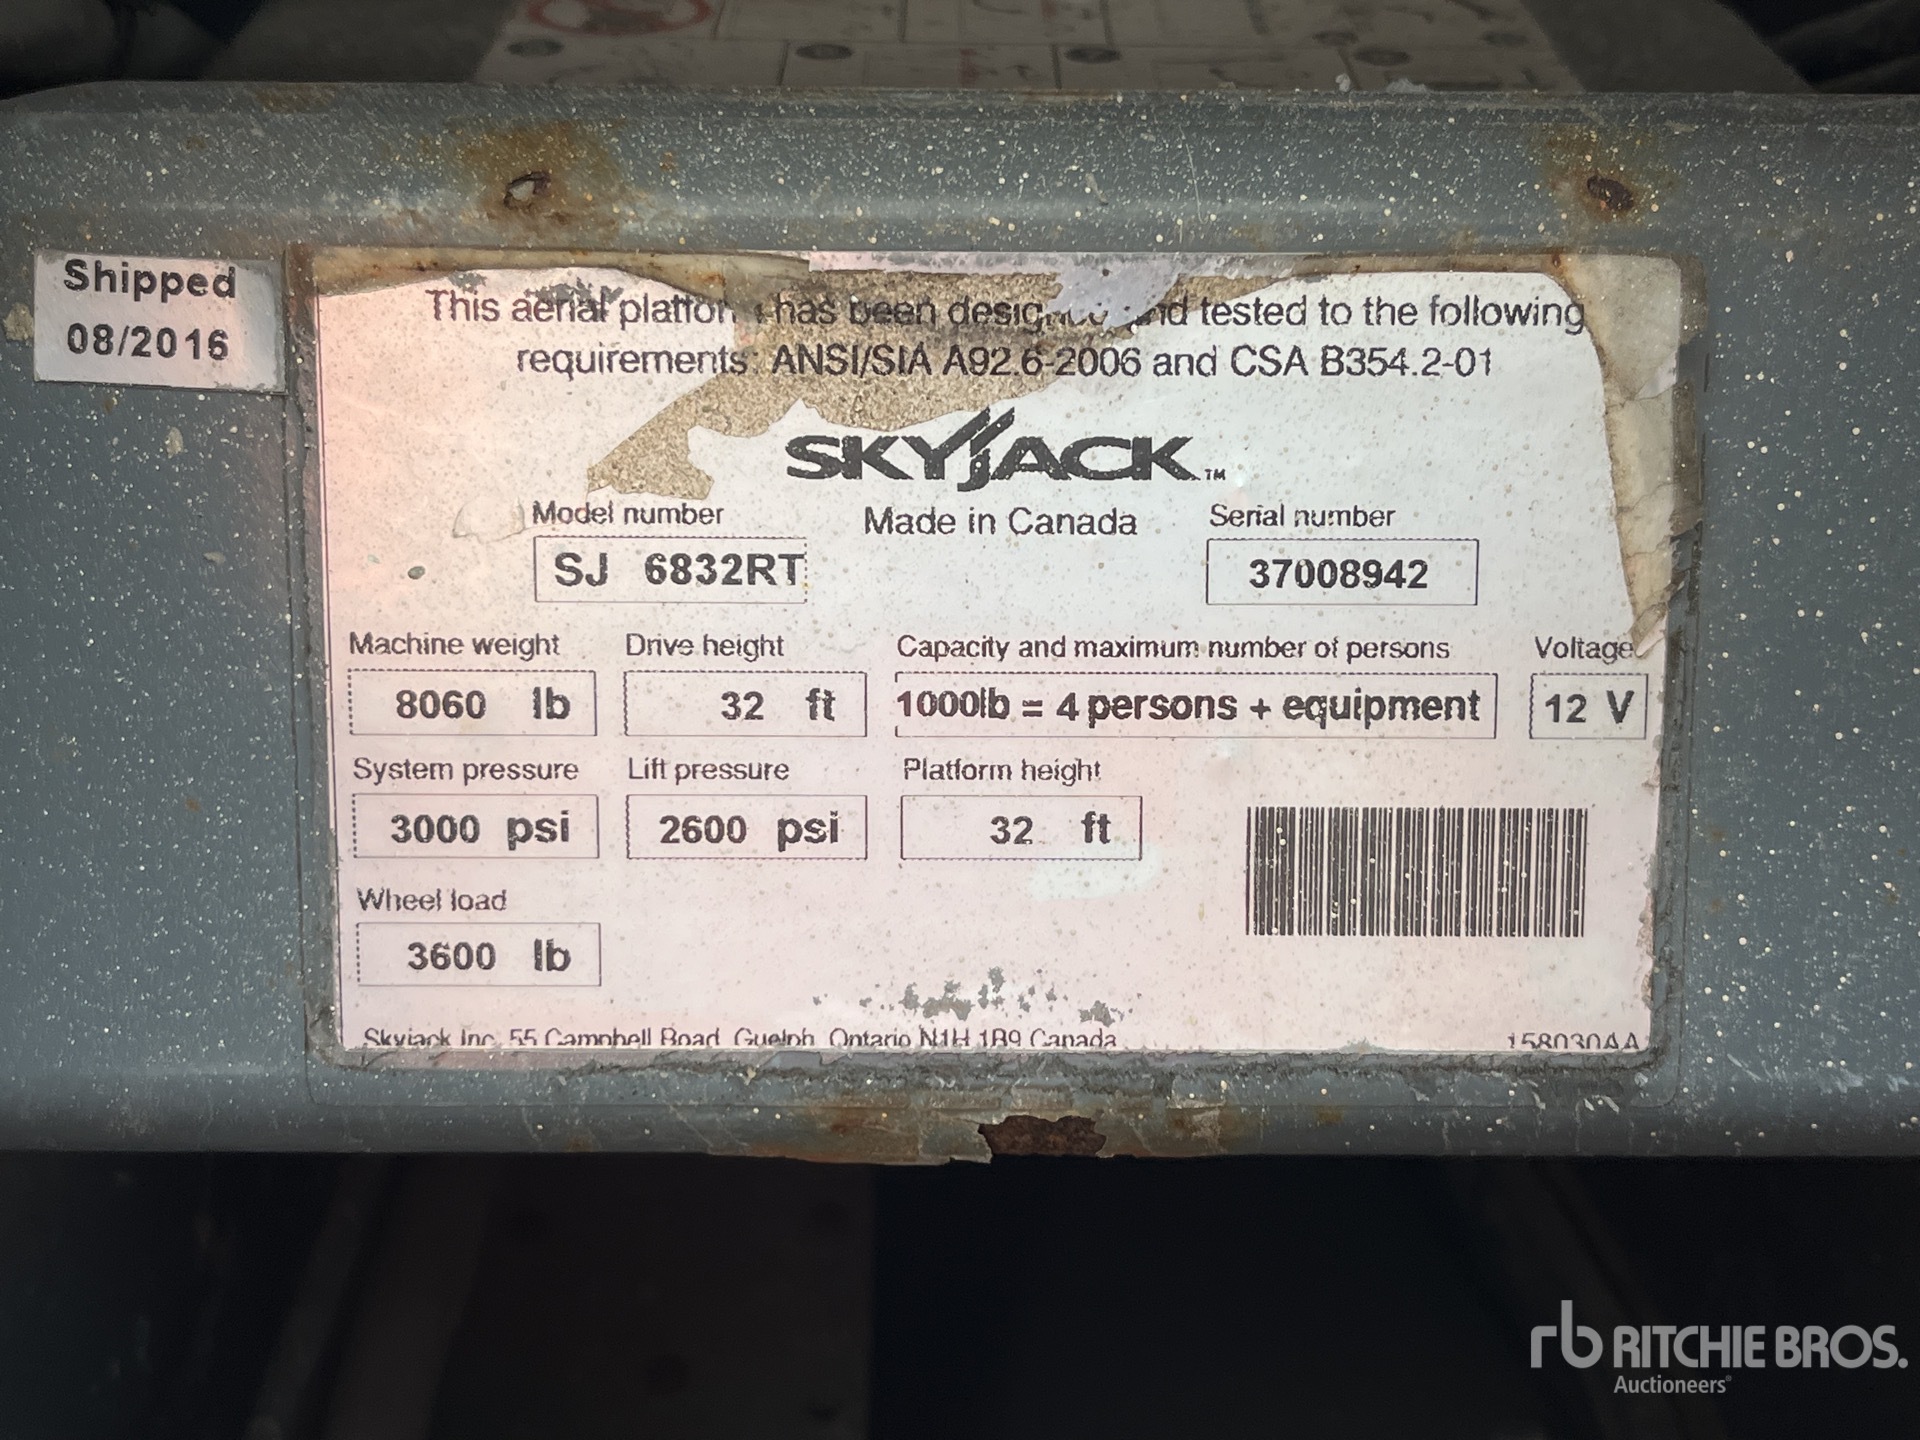 Shipped
08/2016
This aerial platform has been designed and tested to the following
requirements: ANSI/SIA A92.6-2006 and CSA B354.2-01
SKYJACK™
Model number
Made in Canada
Serial number
SJ 6832RT
37008942
Machine weight
Drive height
Capacity and maximum number of persons
Voltage
8060 lb
32 ft
1000lb = 4 persons + equipment
12 V
System pressure
Lift pressure
Platform height
3000 psi
2600 psi
32 ft
Wheel load
3600 lb
Skyjack Inc. 55 Campbell Road Guelph Ontario N1H 1B9 Canada
158030AA
rb RITCHIE BROS.
Auctioneers®